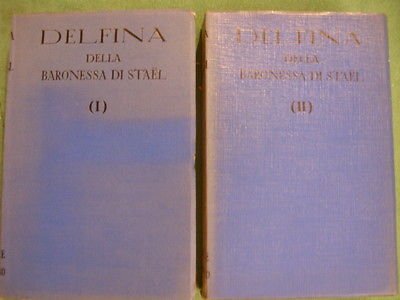 DELFINA
DELLA
BARONESSA DI STAËL
(I)
DELFINA
DELLA
BARONESSA DI STAËL
(II)